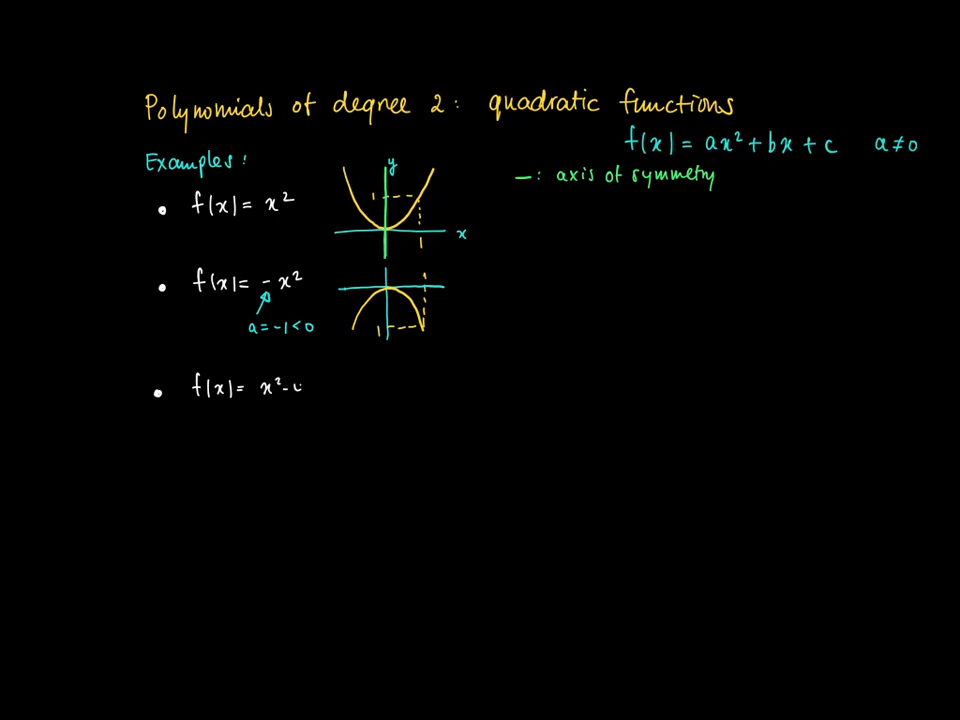 Polynomials of degree 2: quadratic functions
f(x) = ax² + bx + c a≠0
Examples:
—: axis of symmetry
• f(x) = x²
y
1
x
1
• f(x) = - x²
a = -1 < 0
1
• f(x) = x² -